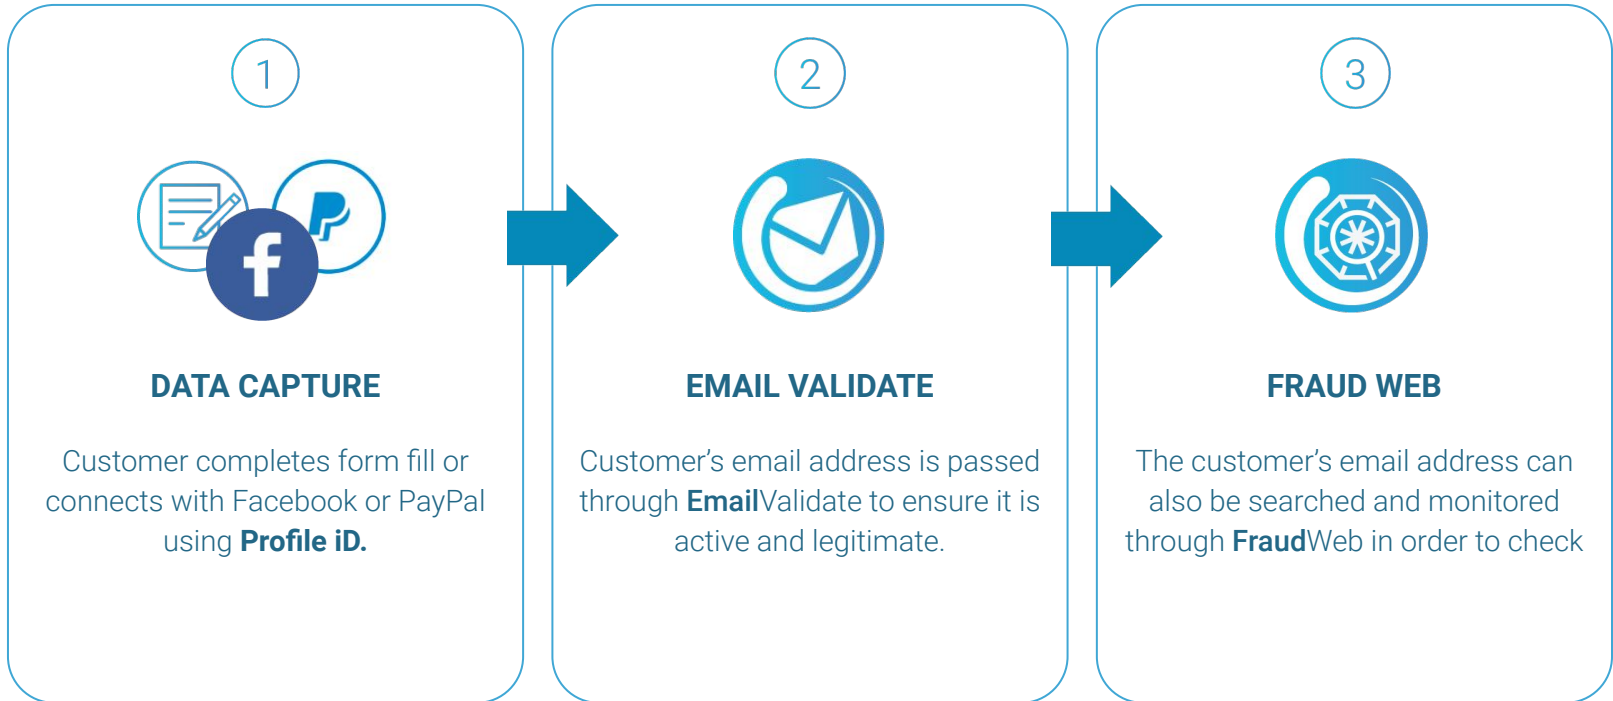 1
DATA CAPTURE
Customer completes form fill or
connects with Facebook or PayPal
using Profile iD.
2
EMAIL VALIDATE
Customer’s email address is passed
through EmailValidate to ensure it is
active and legitimate.
3
FRAUD WEB
The customer’s email address can
also be searched and monitored
through FraudWeb in order to check